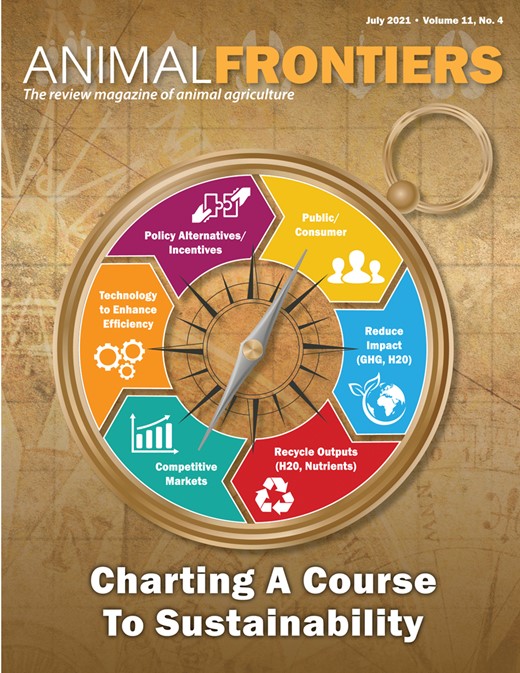 July 2021 • Volume 11, No. 4
ANIMALFRONTIERS
The review magazine of animal agriculture
Policy Alternatives/
Incentives
Public/
Consumer
Technology
to Enhance
Efficiency
Reduce
Impact
(GHG, H20)
Competitive
Markets
Recycle Outputs
(H20, Nutrients)
Charting A Course
To Sustainability